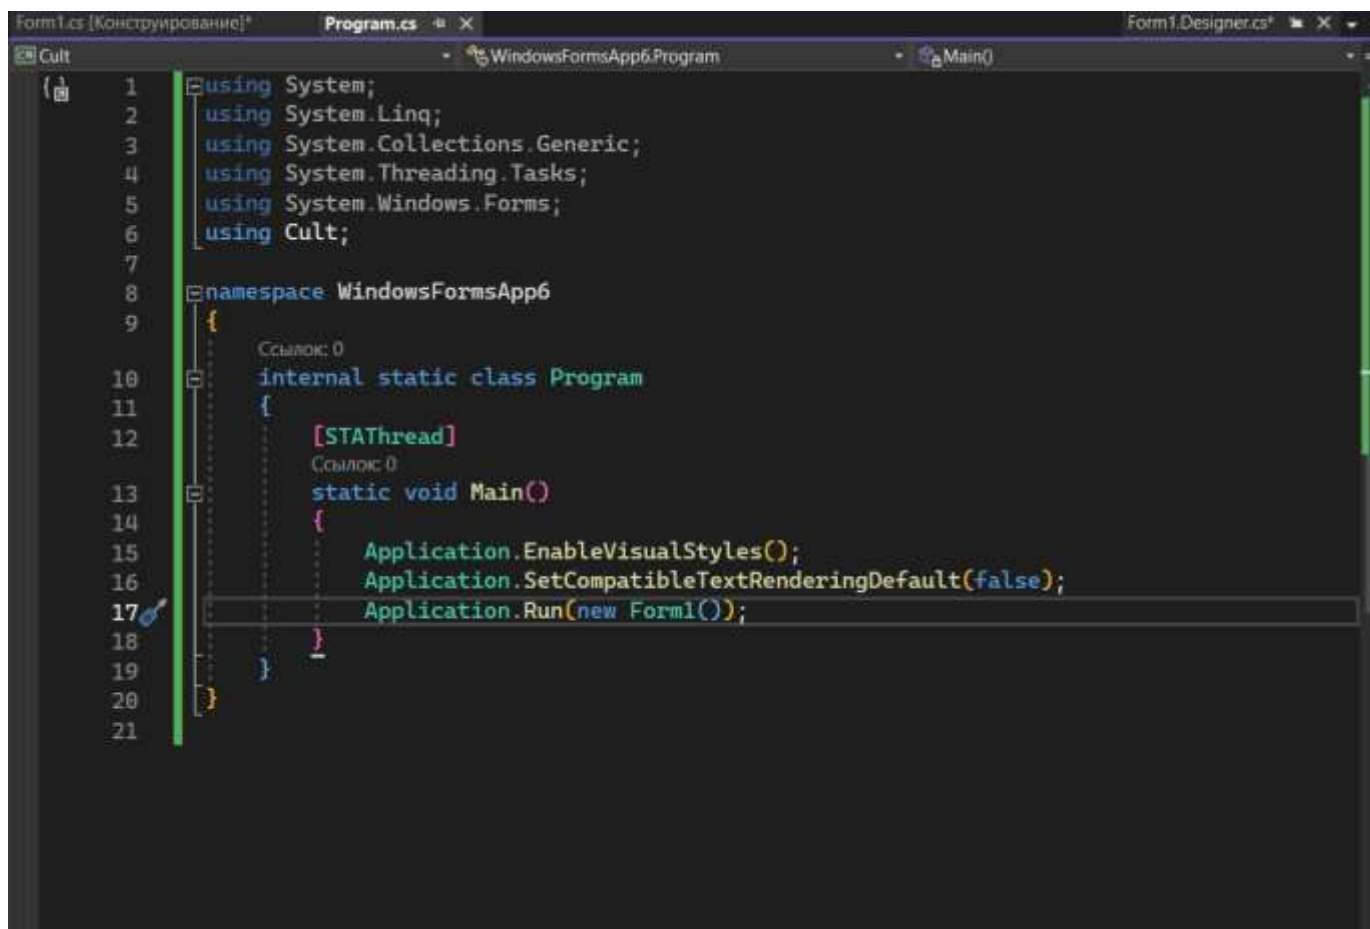 Form1.cs [Конструирование]* Program.cs Form1.Designer.cs*
Cult WindowsFormsApp6.Program Main()
1 using System;
2 using System.Linq;
3 using System.Collections.Generic;
4 using System.Threading.Tasks;
5 using System.Windows.Forms;
6 using Cult;
7
8 namespace WindowsFormsApp6
9 {
Ссылок: 0
10 internal static class Program
11 {
12 [STAThread]
Ссылок: 0
13 static void Main()
14 {
15 Application.EnableVisualStyles();
16 Application.SetCompatibleTextRenderingDefault(false);
17 Application.Run(new Form1());
18 }
19 }
20 }
21